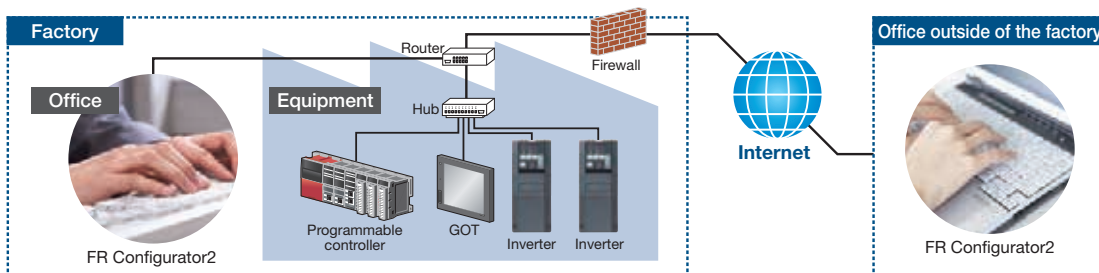 Factory
Office
FR Configurator2
Equipment
Router
Hub
Programmable
controller
GOT
Inverter
Inverter
Firewall
Internet
Office outside of the factory
FR Configurator2